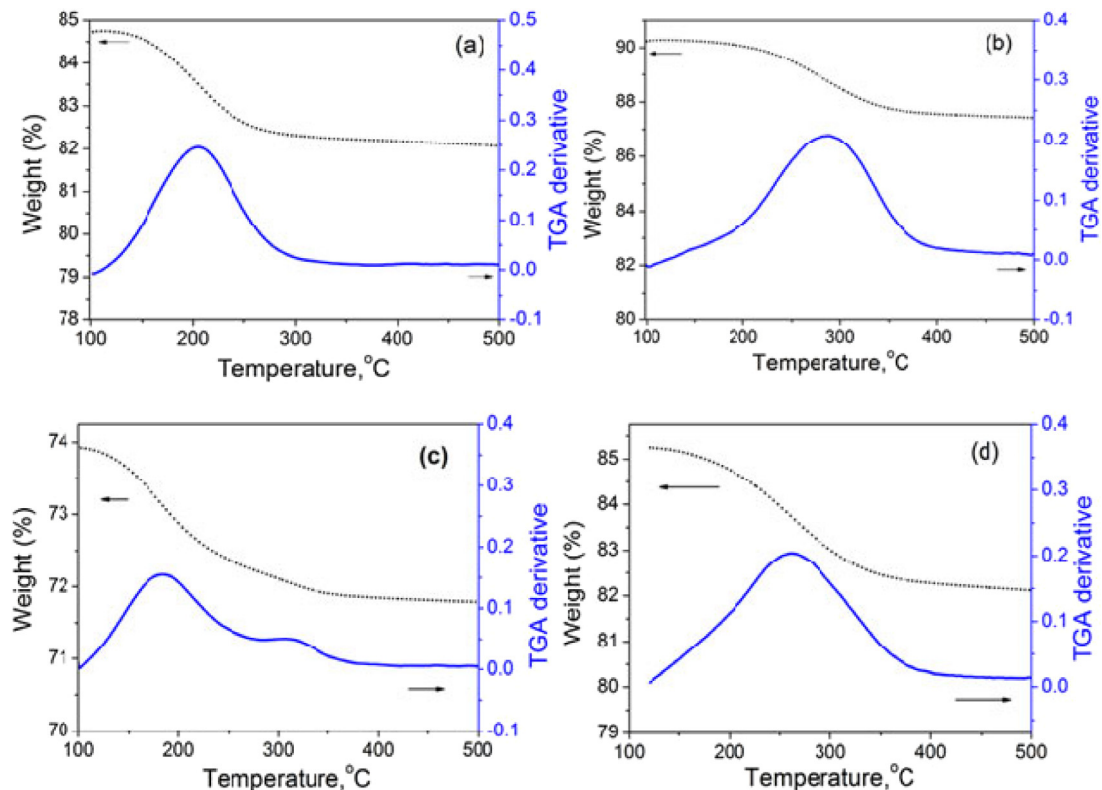 (a)
85
84
83
82
81
80
79
78
Weight (%)
0.5
0.4
0.3
0.2
0.1
0.0
-0.1
TGA derivative
100 200 300 400 500
Temperature,°C
(b)
90
88
86
84
82
80
Weight (%)
0.4
0.3
0.2
0.1
0.0
-0.1
TGA derivative
100 200 300 400 500
Temperature,°C
(c)
74
73
72
71
70
Weight (%)
0.4
0.3
0.2
0.1
0.0
-0.1
TGA derivative
100 200 300 400 500
Temperature,°C
(d)
85
84
83
82
81
80
79
Weight (%)
0.4
0.3
0.2
0.1
0.0
TGA derivative
100 200 300 400 500
Temperature,°C